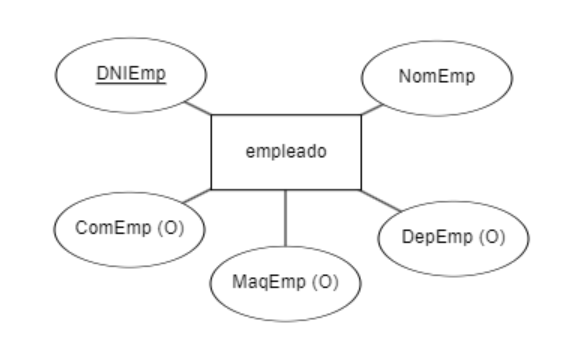 DNIEmp
NomEmp
empleado
ComEmp (O)
DepEmp (O)
MaqEmp (O)